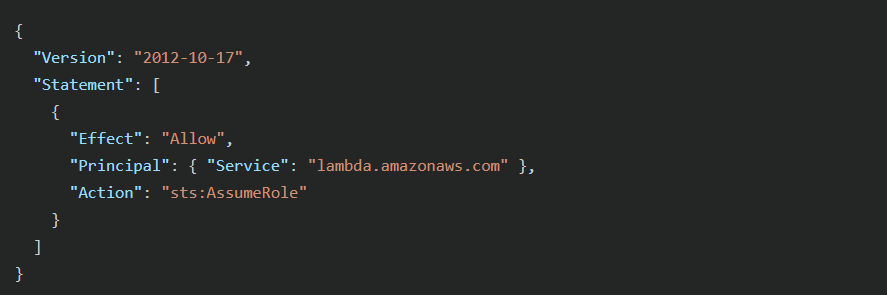 {
  "Version": "2012-10-17",
  "Statement": [
    {
      "Effect": "Allow",
      "Principal": { "Service": "lambda.amazonaws.com" },
      "Action": "sts:AssumeRole"
    }
  ]
}